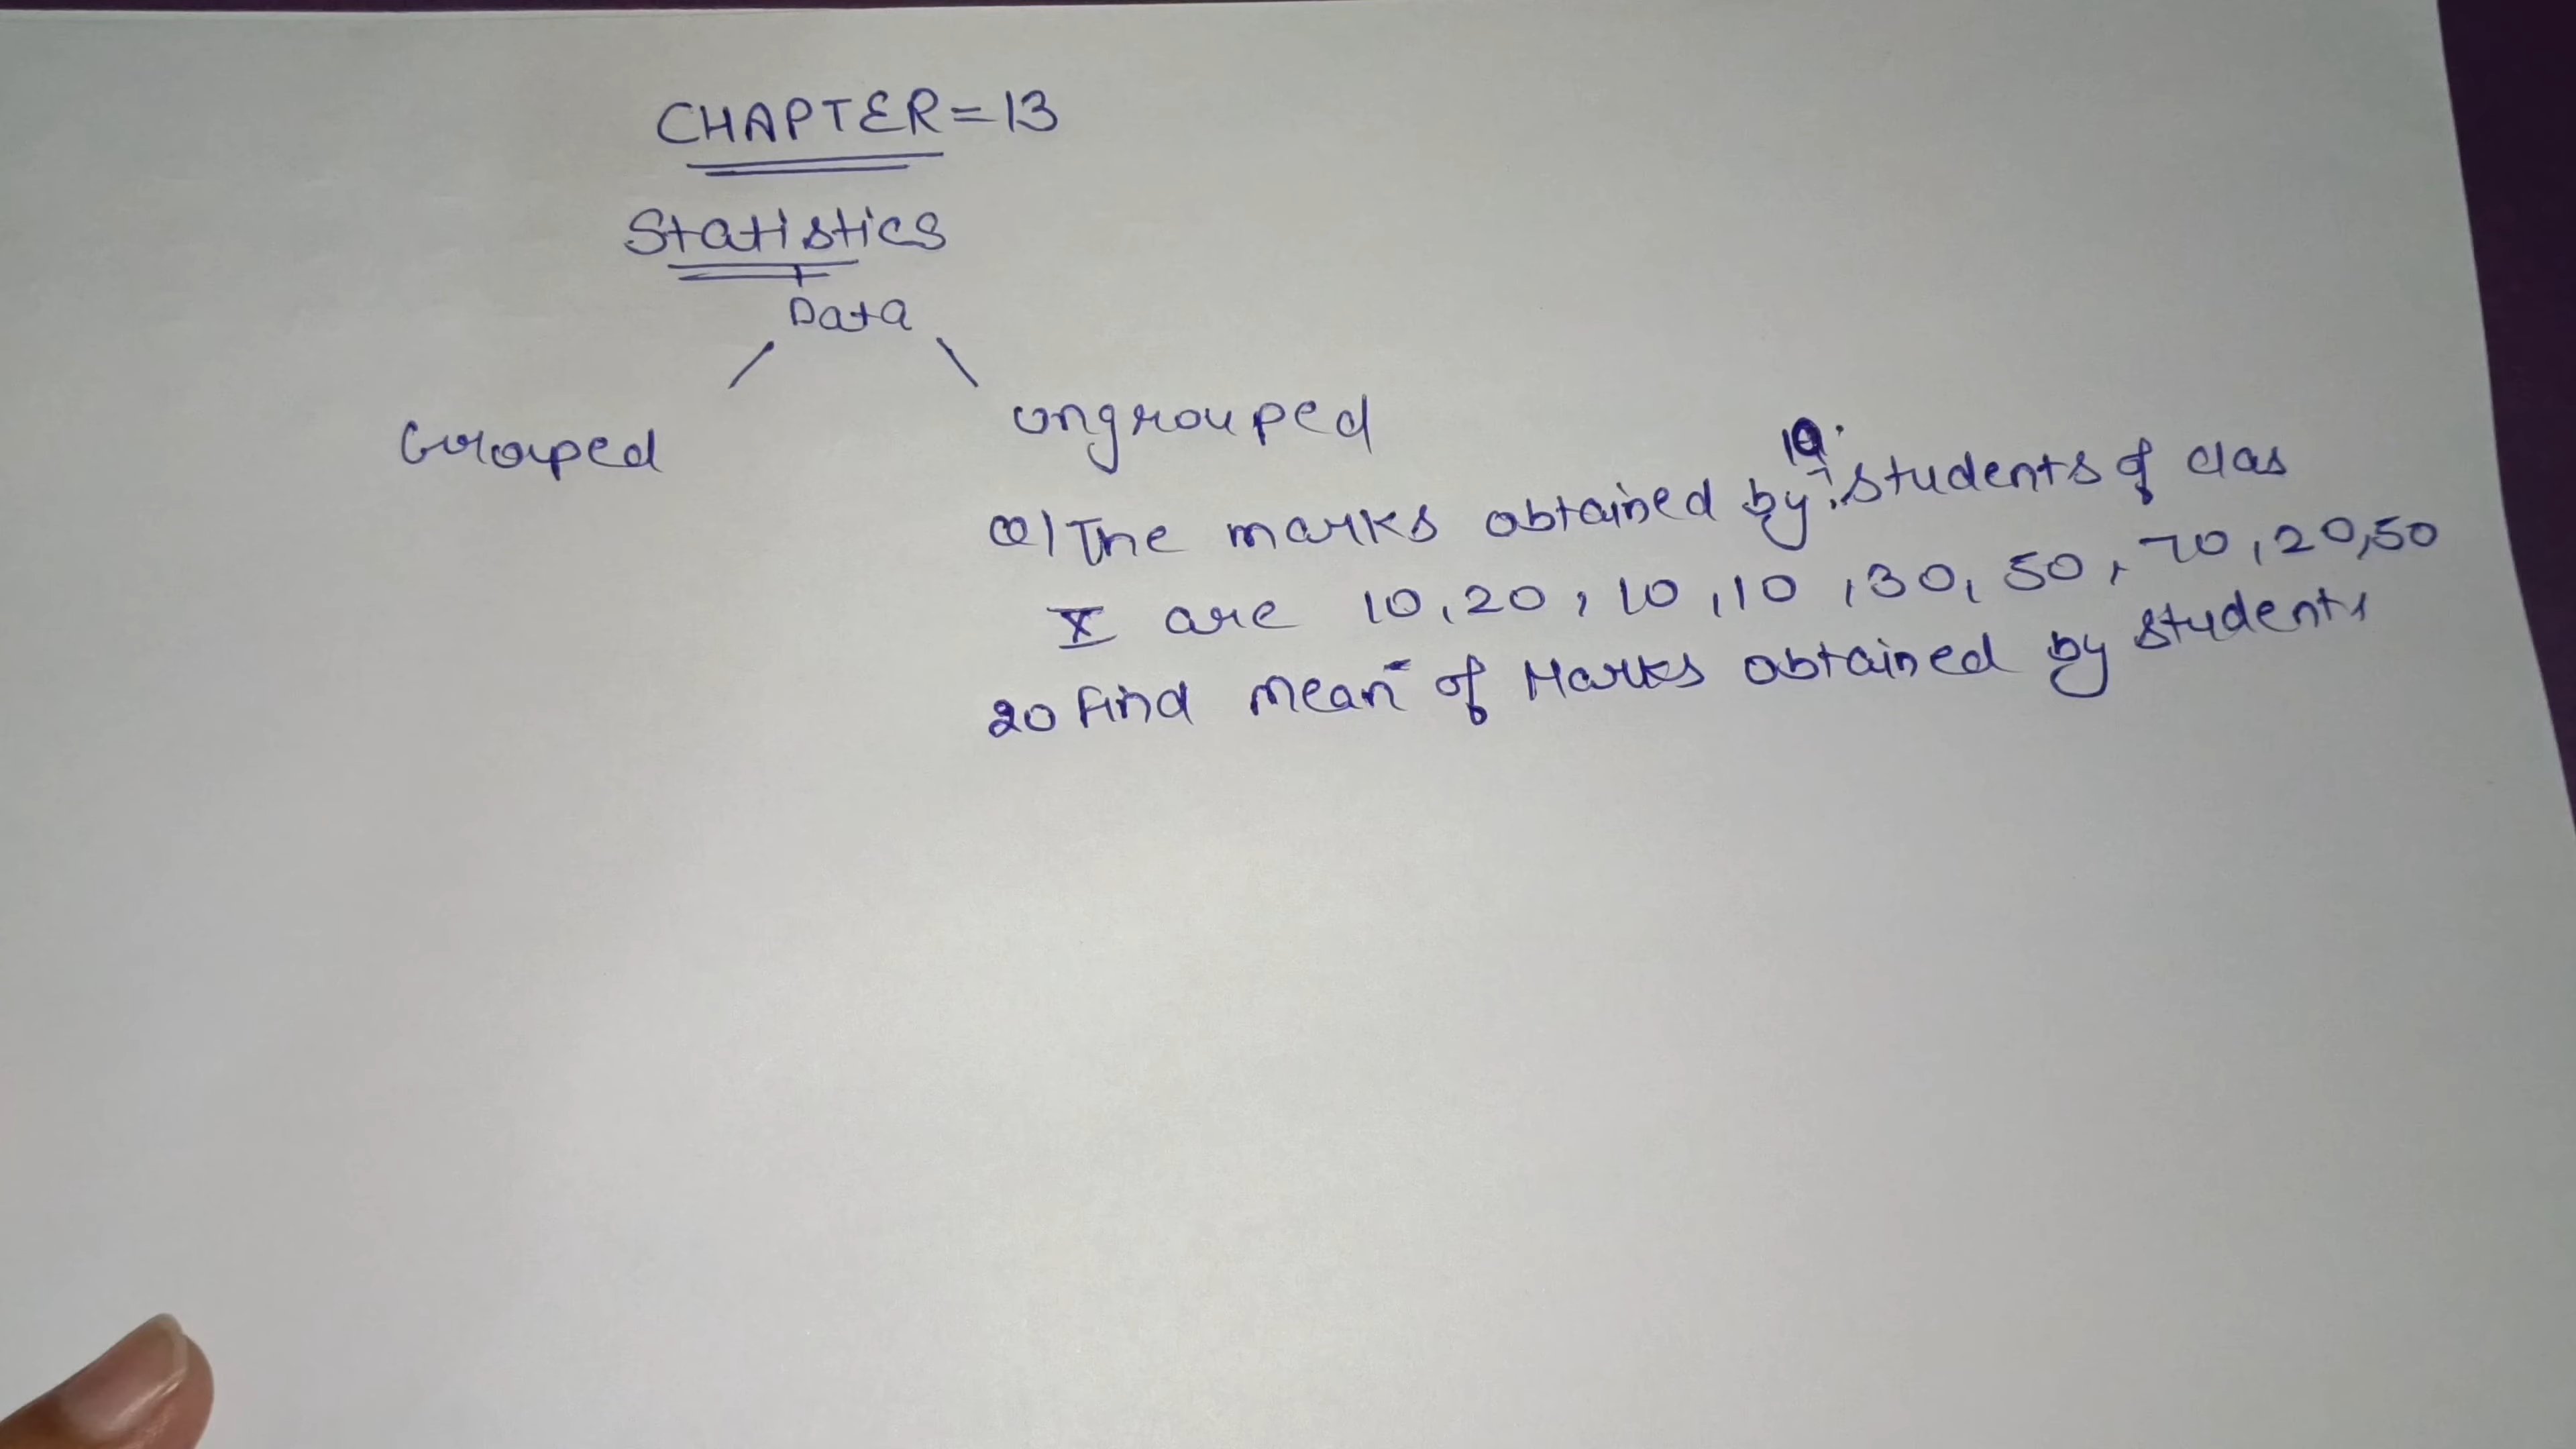 CHAPTER=13
Statistics
Data
Grouped
ungrouped
Q) The marks obtained by 10 students of clas
X are 10, 20, 10, 10, 30, 50, 70, 20, 50
20 Find mean of Marks obtained by students